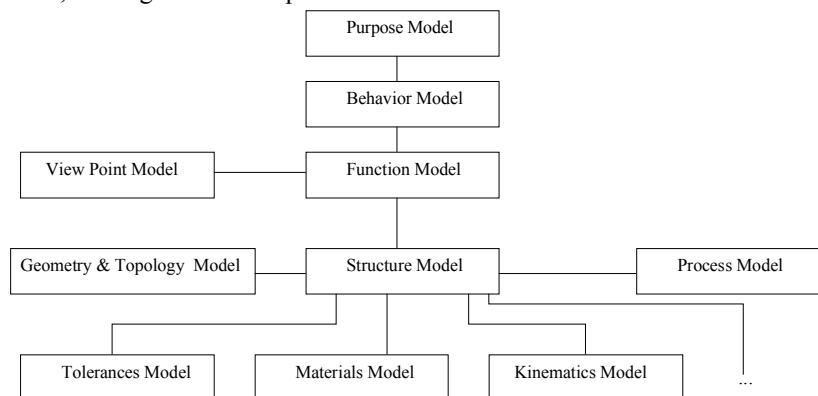 Purpose Model
Behavior Model
View Point Model
Function Model
Geometry & Topology Model
Structure Model
Process Model
Tolerances Model
Materials Model
Kinematics Model
...